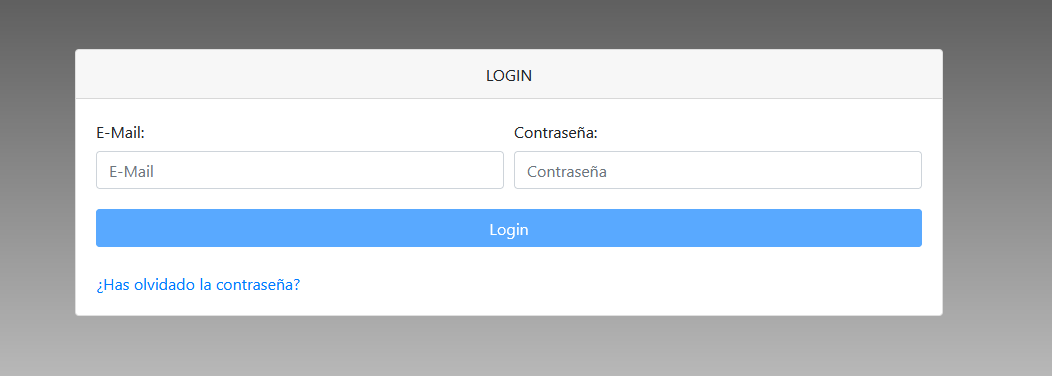 LOGIN
E-Mail: Contraseña:
E-Mail Contraseña
Login
¿Has olvidado la contraseña?